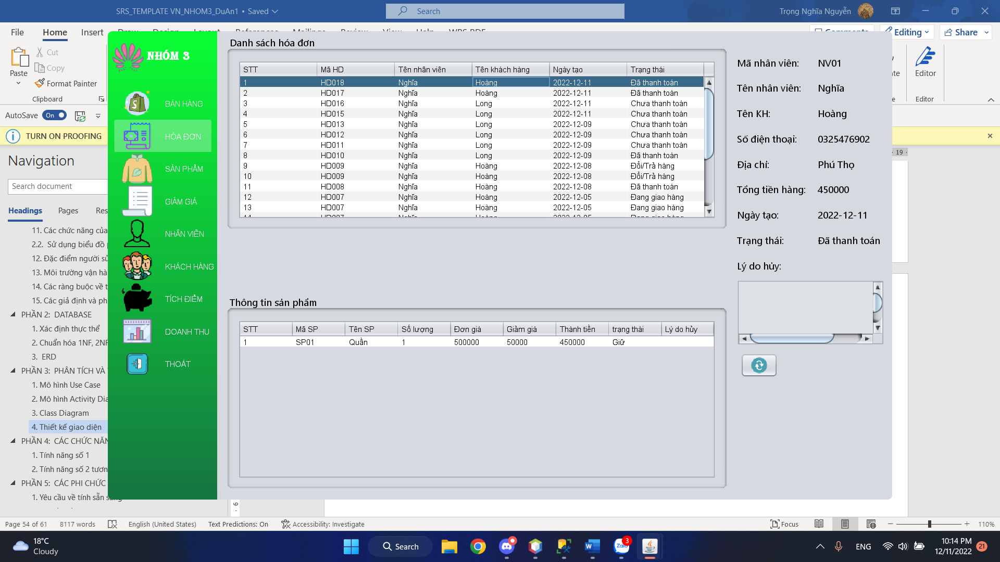 SRS_TEMPLATE VN_NHOM3_DuAn1 • Saved
Search
Trọng Nghĩa Nguyễn
File
Home
Insert
Comments
Editing
Share
Paste
Cut
Copy
Format Painter
Clipboard
Editor
Editor
AutoSave
On
TURN ON PROOFING
19
Navigation
Search document
Headings
Pages
Res
11. Các chức năng của
2.2. Sử dụng biểu đồ
12. Đặc điểm người sử
13. Môi trường vận hà
14. Các ràng buộc về t
15. Các giả định và ph
PHẦN 2: DATABASE
1. Xác định thực thể
2. Chuẩn hóa 1NF, 2NF
3. ERD
PHẦN 3: PHÂN TÍCH VÀ
1. Mô hình Use Case
2. Mô hình Activity Dia
3. Class Diagram
4. Thiết kế giao diện
PHẦN 4: CÁC CHỨC NĂN
1. Tính năng số 1
2. Tính năng số 2 tươn
PHẦN 5: CÁC PHI CHỨC
1. Yêu cầu về tính sẵn sàng
NHÓM 3
BÁN HÀNG
HÓA ĐƠN
SẢN PHẨM
GIẢM GIÁ
NHÂN VIÊN
KHÁCH HÀNG
TÍCH ĐIỂM
DOANH THU
THOÁT
Danh sách hóa đơn
STT Mã HD Tên nhân viên Tên khách hàng Ngày tạo Trạng thái
1 HD018 Nghĩa Hoàng 2022-12-11 Đã thanh toán
2 HD017 Nghĩa Hoàng 2022-12-11 Đã thanh toán
3 HD016 Nghĩa Long 2022-12-11 Chưa thanh toán
4 HD015 Nghĩa Long 2022-12-11 Chưa thanh toán
5 HD013 Nghĩa Long 2022-12-09 Chưa thanh toán
6 HD012 Nghĩa Long 2022-12-09 Chưa thanh toán
7 HD011 Nghĩa Long 2022-12-09 Chưa thanh toán
8 HD010 Nghĩa Long 2022-12-09 Đã thanh toán
9 HD009 Nghĩa Hoàng 2022-12-08 Đổi/Trả hàng
10 HD009 Nghĩa Hoàng 2022-12-08 Đổi/Trả hàng
11 HD008 Nghĩa Hoàng 2022-12-08 Đã thanh toán
12 HD007 Nghĩa Hoàng 2022-12-05 Đang giao hàng
13 HD007 Nghĩa Hoàng 2022-12-05 Đang giao hàng
14 HD007 Nghĩa Hoàng 2022-12-05 Đang giao hàng
Thông tin sản phẩm
STT Mã SP Tên SP Số lượng Đơn giá Giảm giá Thành tiền trạng thái Lý do hủy
1 SP01 Quần 1 500000 50000 450000 Giữ
Mã nhân viên: NV01
Tên nhân viên: Nghĩa
Tên KH: Hoàng
Số điện thoại: 0325476902
Địa chỉ: Phú Thọ
Tổng tiền hàng: 450000
Ngày tạo: 2022-12-11
Trạng thái: Đã thanh toán
Lý do hủy:
Page 54 of 61
8117 words
English (United States)
Text Predictions: On
Accessibility: Investigate
Focus
110%
18°C
Cloudy
Search
Zalo
3
ENG
10:14 PM
12/11/2022
21